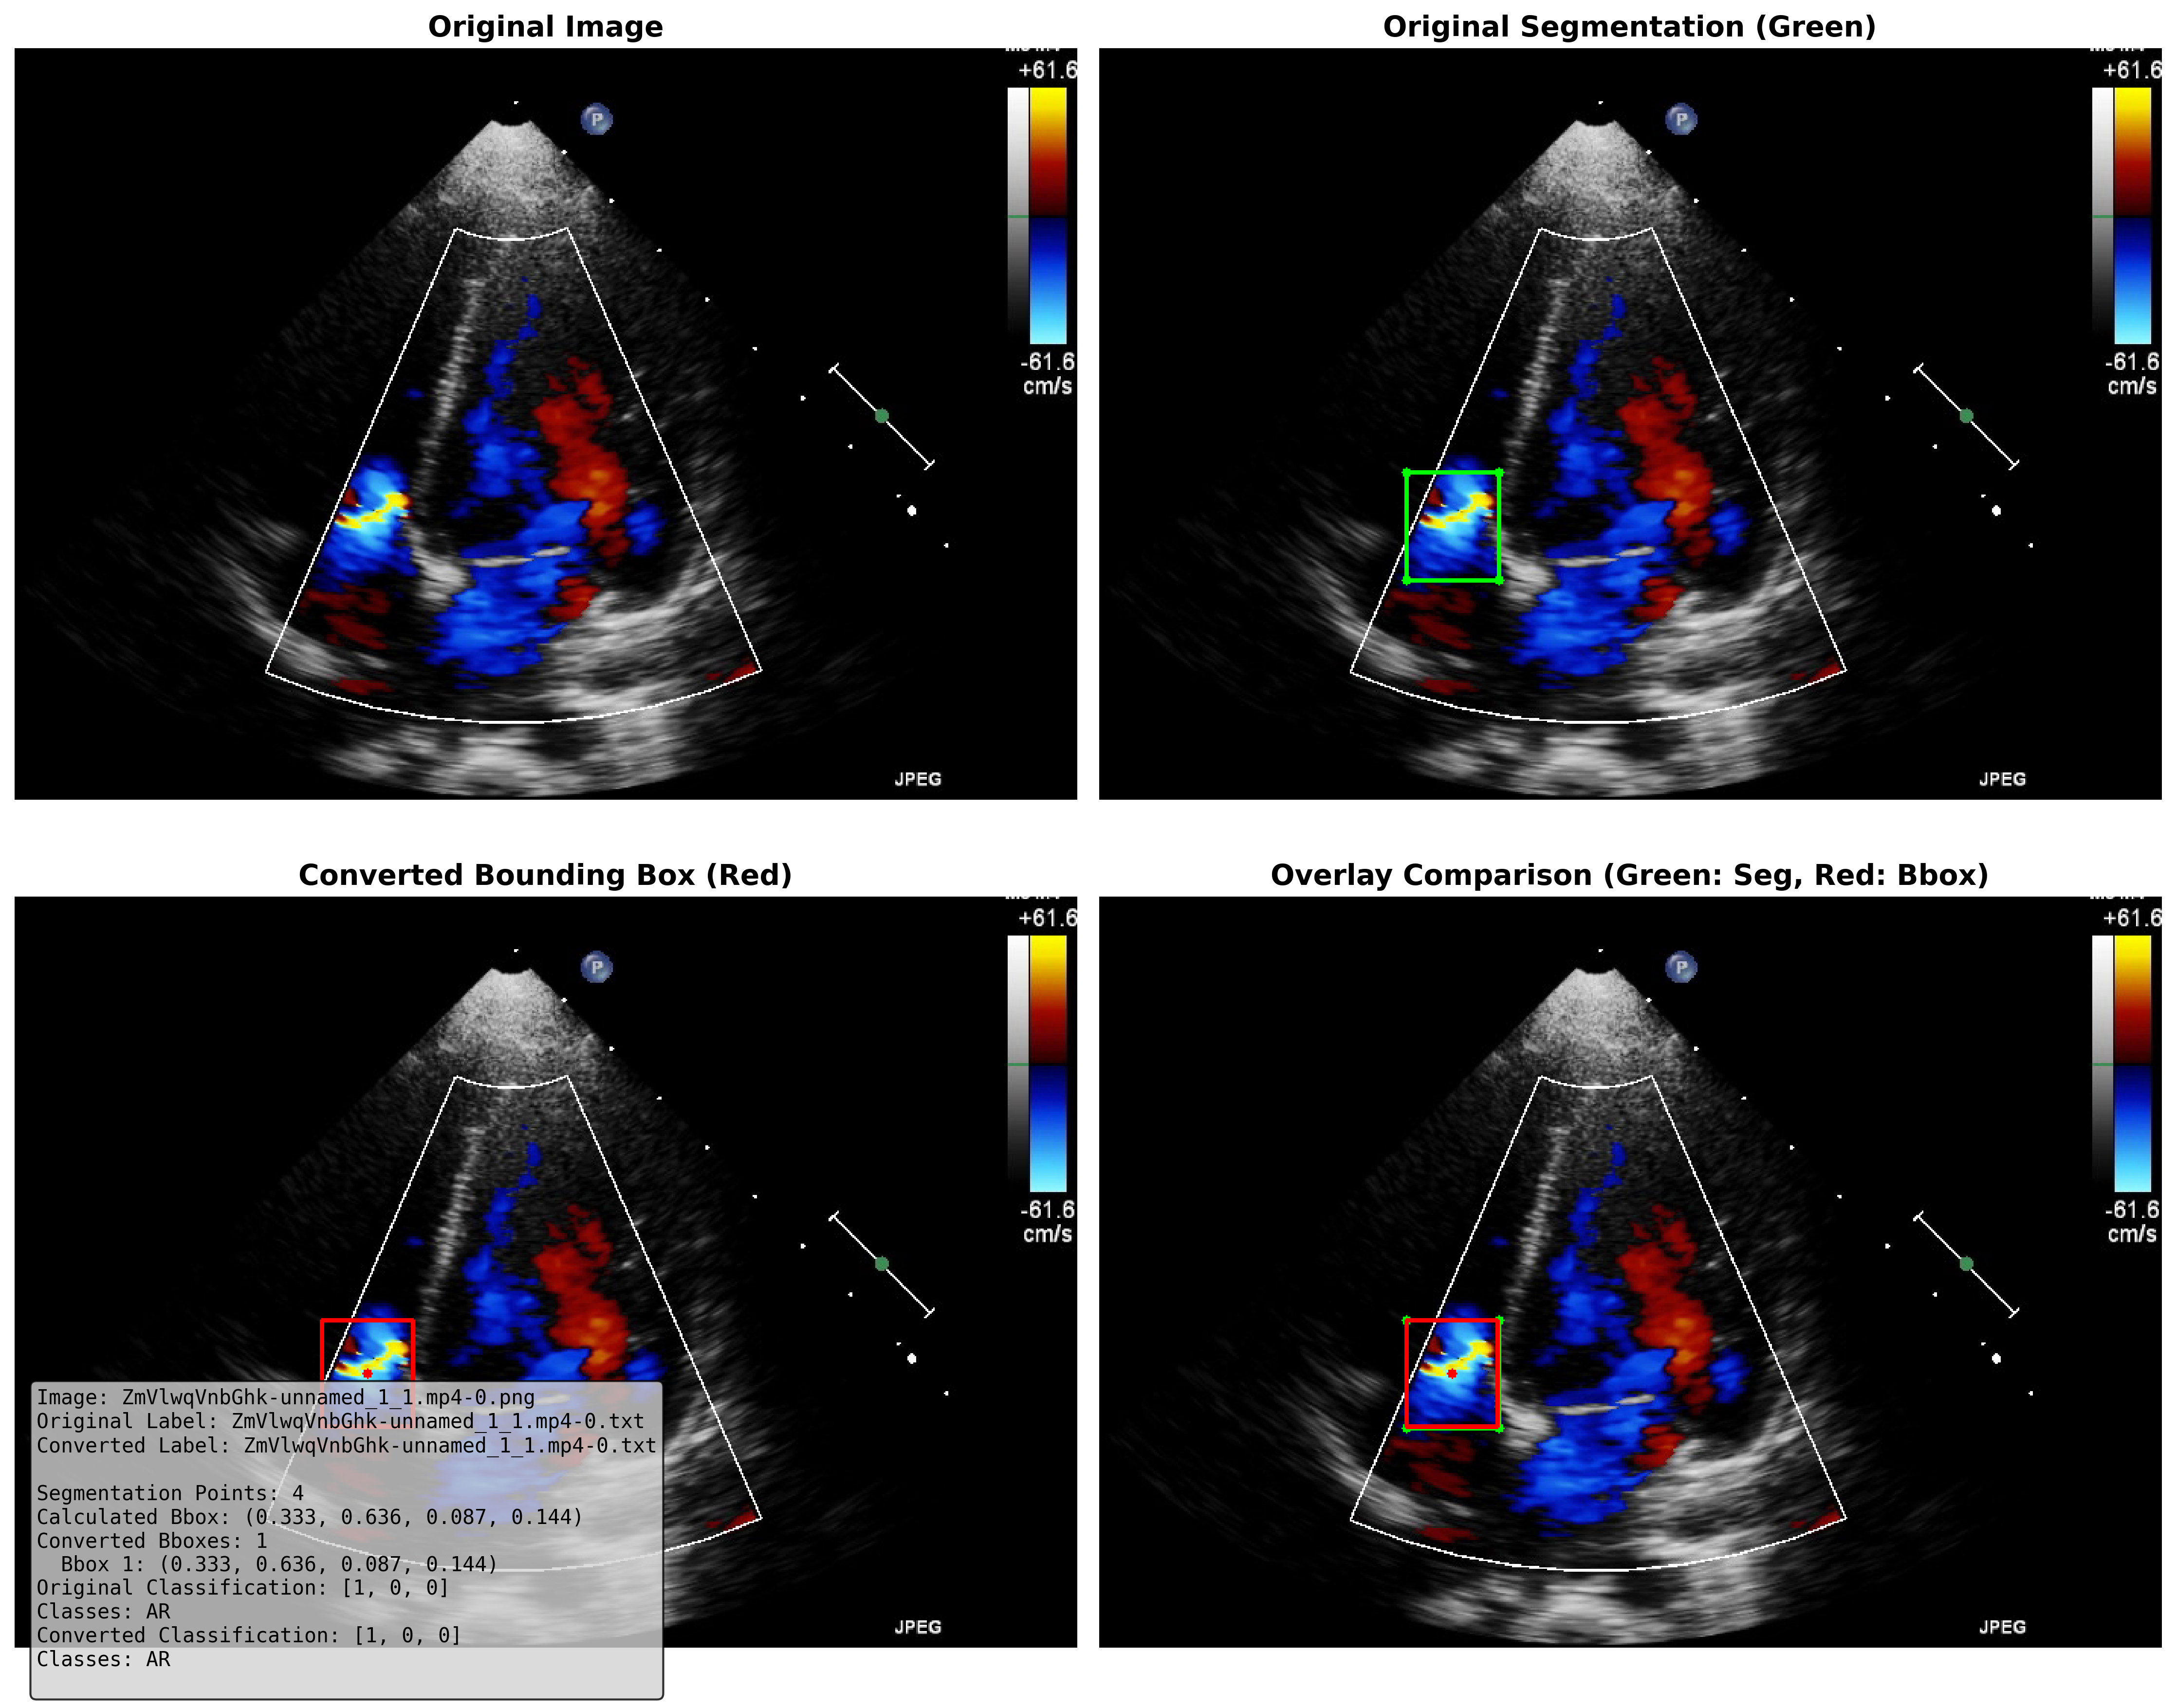 Original Image
+61.6
P
-61.6
cm/s
JPEG
Original Segmentation (Green)
+61.6
P
-61.6
cm/s
JPEG
Converted Bounding Box (Red)
+61.6
P
-61.6
cm/s
Image: ZmVlwqVnbGhk-unnamed_1_1.mp4-0.png
Original Label: ZmVlwqVnbGhk-unnamed_1_1.mp4-0.txt
Converted Label: ZmVlwqVnbGhk-unnamed_1_1.mp4-0.txt
Segmentation Points: 4
Calculated Bbox: (0.333, 0.636, 0.087, 0.144)
Converted Bboxes: 1
Bbox 1: (0.333, 0.636, 0.087, 0.144)
Original Classification: [1, 0, 0]
Classes: AR
Converted Classification: [1, 0, 0]
Classes: AR
JPEG
Overlay Comparison (Green: Seg, Red: Bbox)
+61.6
P
-61.6
cm/s
JPEG